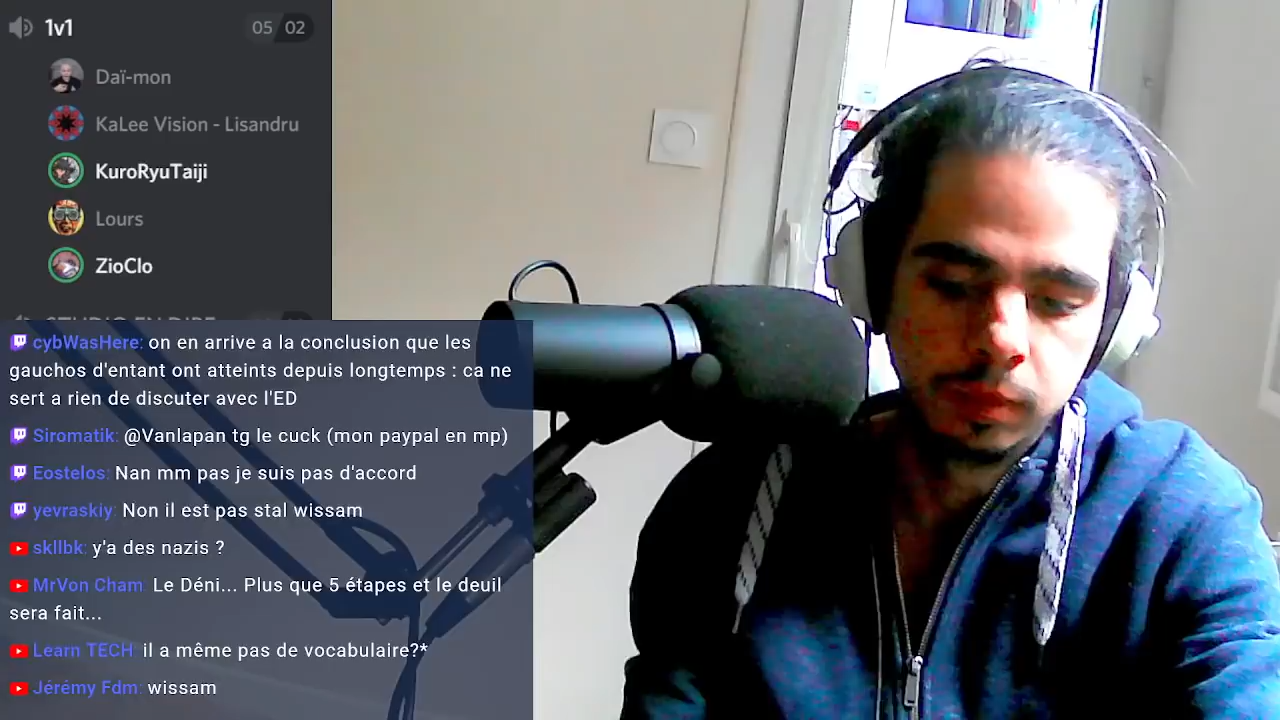 1v1
05 02
Daï-mon
KaLee Vision - Lisandru
KuroRyuTaiji
Lours
ZioClo
STUDIO EN DIRE
cybWasHere: on en arrive a la conclusion que les
gauchos d'entant ont atteints depuis longtemps : ca ne
sert a rien de discuter avec l'ED
Siromatik: @Vanlapan tg le cuck (mon paypal en mp)
Eostelos: Nan mm pas je suis pas d'accord
yevraskiy: Non il est pas stal wissam
skllbk: y'a des nazis ?
MrVon Cham: Le Déni... Plus que 5 étapes et le deuil
sera fait...
Learn TECH: il a même pas de vocabulaire?*
Jérémy Fdm: wissam